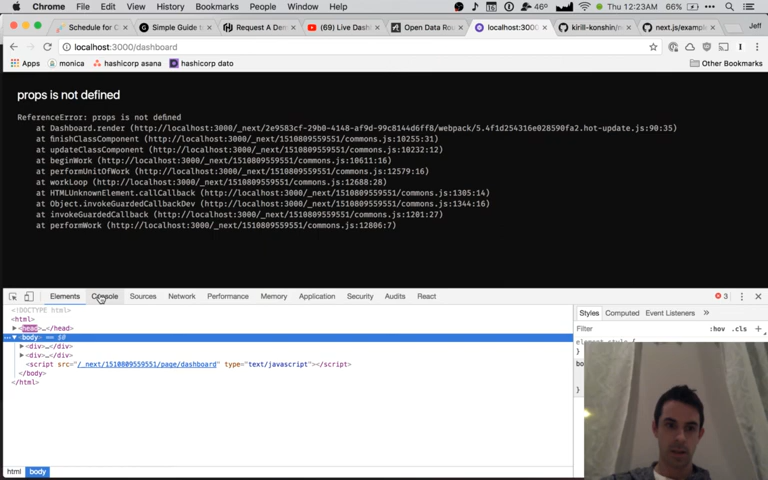 Chrome File Edit View History Bookmarks People Window Help 16 46° 66% Thu 12:23AM
Schedule for C Simple Guide t Request A De (69) Live Dash Open Data Ro localhost:3000 kirill-konshin/n next.js/examp Jeff
localhost:3000/dashboard
Apps monica hashicorp asana hashicorp dato Other Bookmarks
props is not defined
ReferenceError: props is not defined
at Dashboard.render (http://localhost:3000/_next/2e9583cf-29b0-4148-af9d-99c8144d6ff8/webpack/5.4f1d254316e028590fa2.hot-update.js:90:35)
at finishClassComponent (http://localhost:3000/_next/1510809559551/commons.js:10255:31)
at updateClassComponent (http://localhost:3000/_next/1510809559551/commons.js:10232:12)
at beginWork (http://localhost:3000/_next/1510809559551/commons.js:10611:16)
at performUnitOfWork (http://localhost:3000/_next/1510809559551/commons.js:12579:16)
at workLoop (http://localhost:3000/_next/1510809559551/commons.js:12688:28)
at HTMLUnknownElement.callCallback (http://localhost:3000/_next/1510809559551/commons.js:1305:14)
at Object.invokeGuardedCallbackDev (http://localhost:3000/_next/1510809559551/commons.js:1344:16)
at invokeGuardedCallback (http://localhost:3000/_next/1510809559551/commons.js:1201:27)
at performWork (http://localhost:3000/_next/1510809559551/commons.js:12806:7)
Elements Console Sources Network Performance Memory Application Security Audits React 3
<!DOCTYPE html>
<html>
<head>…</head>
<body> == $0
<div>…</div>
<div>…</div>
<script src="/_next/1510809559551/page/dashboard" type="text/javascript"></script>
</body>
</html>
Styles Computed Event Listeners »
Filter :hov .cls +
element.style {
}
bo
}
html body